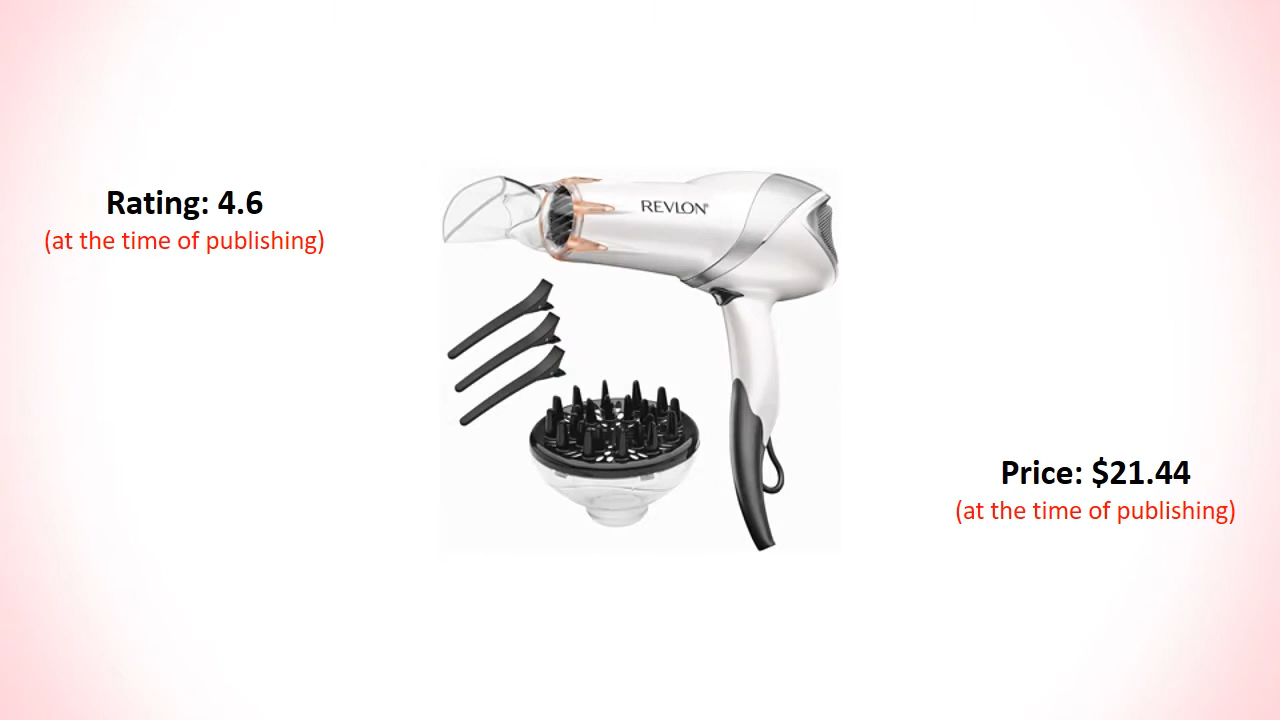 Rating: 4.6
(at the time of publishing)
REVLON®
Price: $21.44
(at the time of publishing)